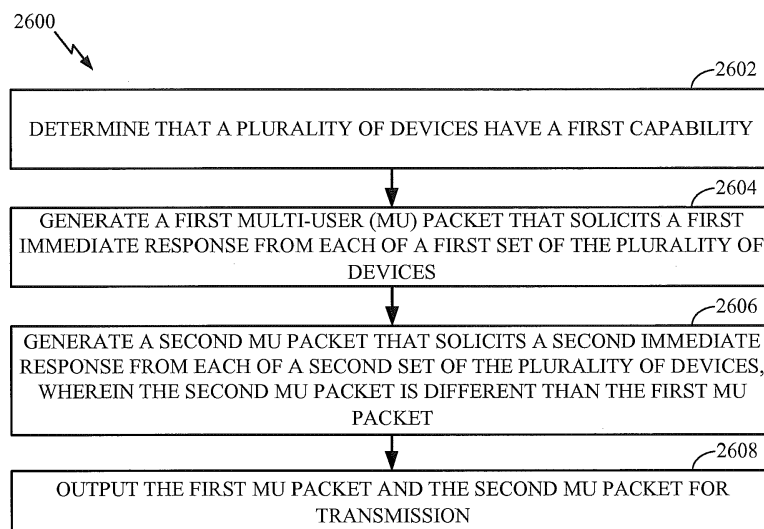 2600
2602
DETERMINE THAT A PLURALITY OF DEVICES HAVE A FIRST CAPABILITY
2604
GENERATE A FIRST MULTI-USER (MU) PACKET THAT SOLICITS A FIRST
IMMEDIATE RESPONSE FROM EACH OF A FIRST SET OF THE PLURALITY OF
DEVICES
2606
GENERATE A SECOND MU PACKET THAT SOLICITS A SECOND IMMEDIATE
RESPONSE FROM EACH OF A SECOND SET OF THE PLURALITY OF DEVICES,
WHEREIN THE SECOND MU PACKET IS DIFFERENT THAN THE FIRST MU
PACKET
2608
OUTPUT THE FIRST MU PACKET AND THE SECOND MU PACKET FOR
TRANSMISSION